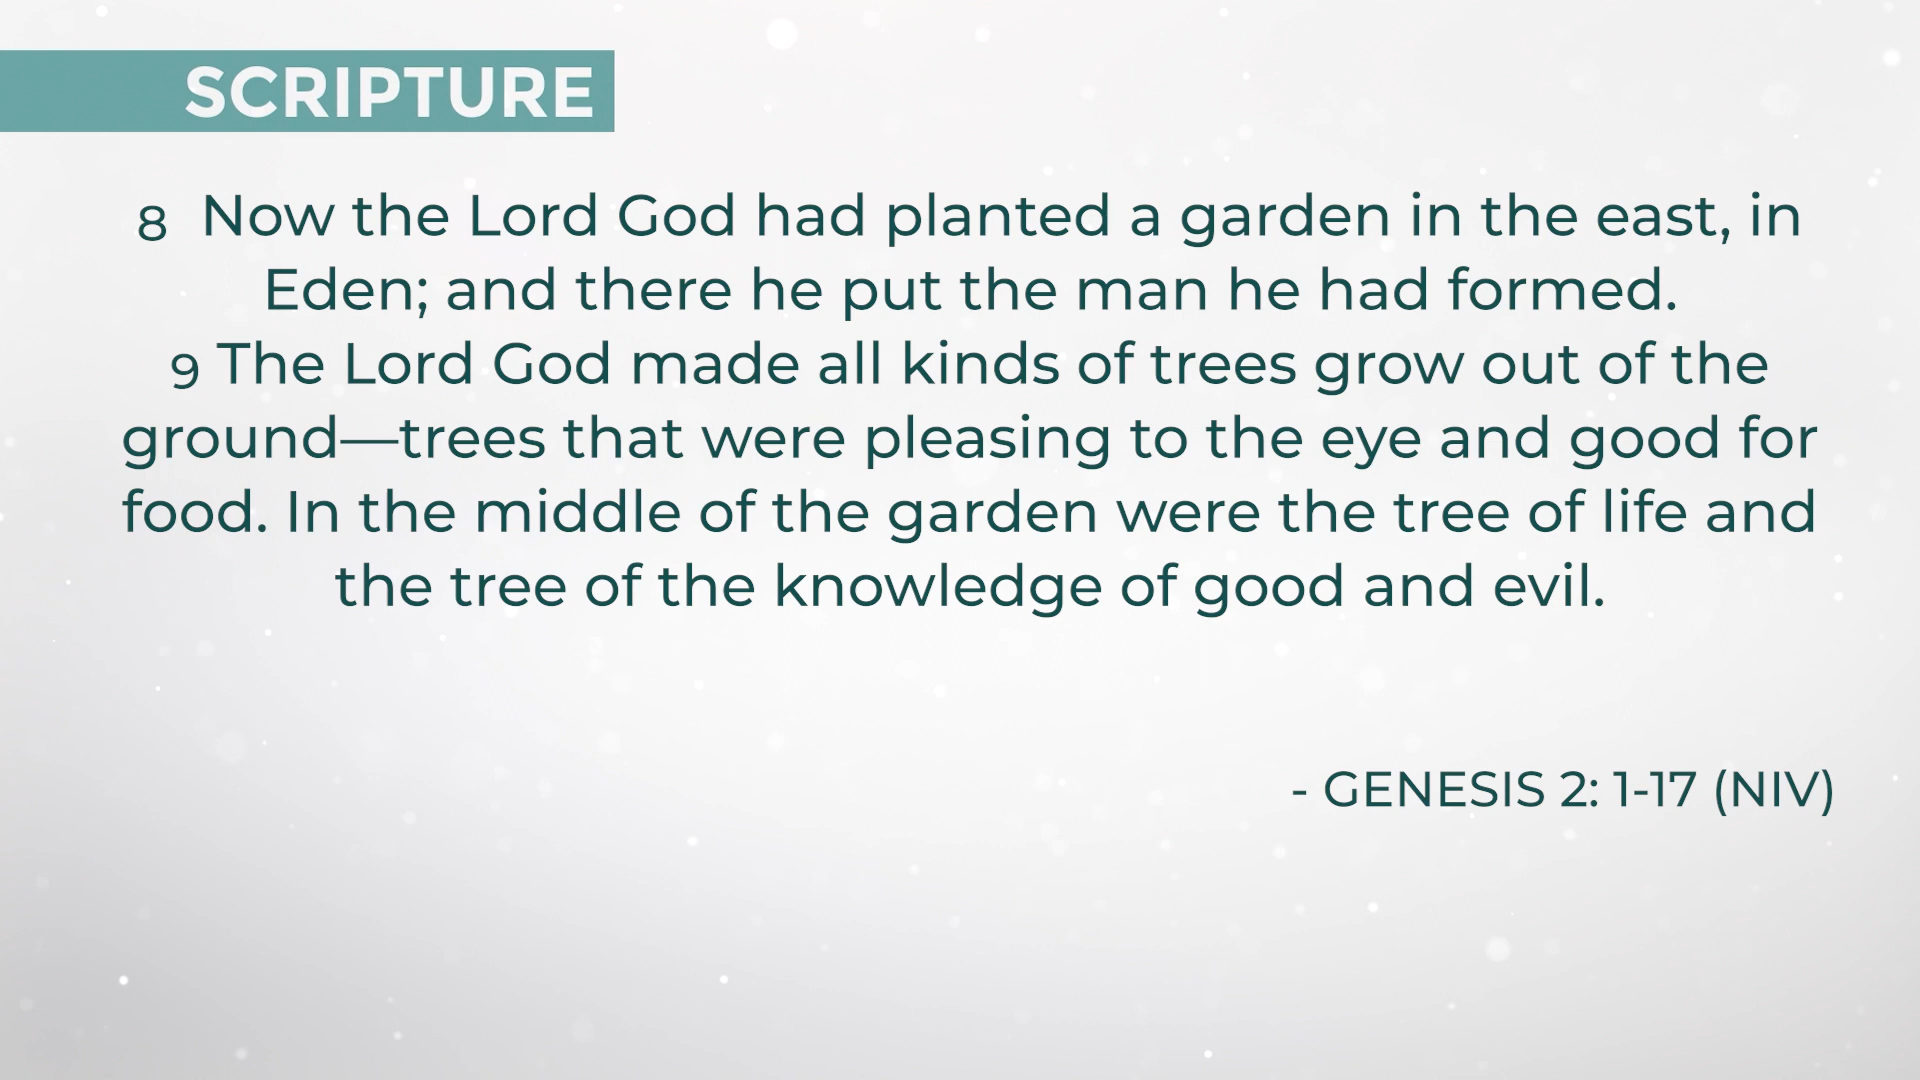 SCRIPTURE
8 Now the Lord God had planted a garden in the east, in
Eden; and there he put the man he had formed.
9 The Lord God made all kinds of trees grow out of the
ground—trees that were pleasing to the eye and good for
food. In the middle of the garden were the tree of life and
the tree of the knowledge of good and evil.
- GENESIS 2: 1-17 (NIV)